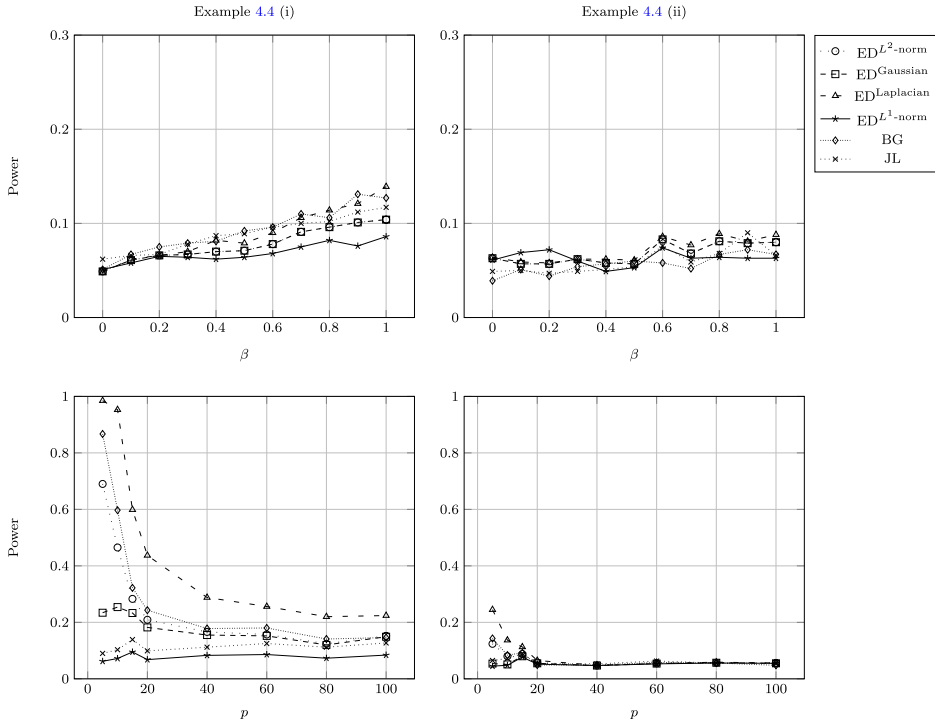 Example 4.4 (i)
Example 4.4 (ii)
0.3
0.2
0.1
0
Power
0 0.2 0.4 0.6 0.8 1
β
0.3
0.2
0.1
0
0 0.2 0.4 0.6 0.8 1
β
ED^{L²-norm}
ED^{Gaussian}
ED^{Laplacian}
ED^{L¹-norm}
BG
JL
1
0.8
0.6
0.4
0.2
0
Power
0 20 40 60 80 100
p
1
0.8
0.6
0.4
0.2
0
0 20 40 60 80 100
p